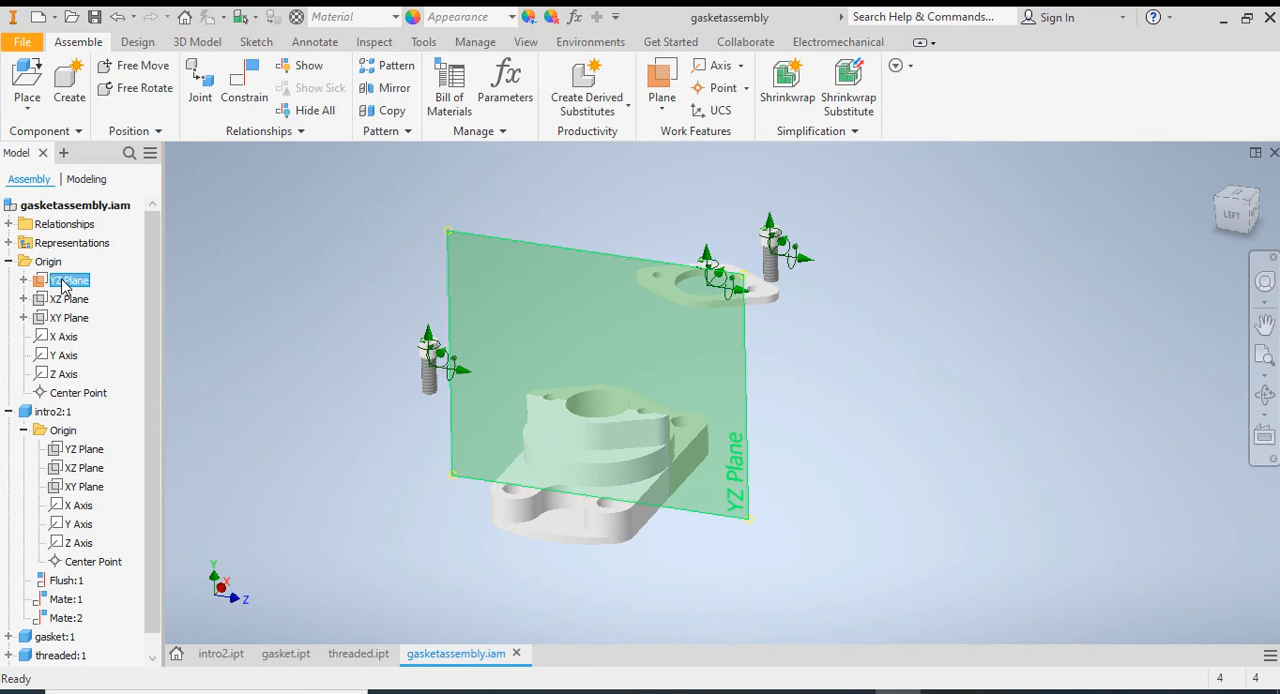 Material
Appearance
fx
gasketassembly
Search Help & Commands...
Sign In
File
Assemble
Design
3D Model
Sketch
Annotate
Inspect
Tools
Manage
View
Environments
Get Started
Collaborate
Electromechanical
Place
Create
Free Move
Free Rotate
Component
Position
Joint
Constrain
Show
Show Sick
Hide All
Relationships
Pattern
Mirror
Copy
Pattern
Bill of
Materials
fx
Parameters
Manage
Create Derived
Substitutes
Productivity
Plane
Axis
Point
UCS
Work Features
Shrinkwrap
Shrinkwrap
Substitute
Simplification
Model
Assembly
Modeling
gasketassembly.iam
Relationships
Representations
Origin
YZ Plane
XZ Plane
XY Plane
X Axis
Y Axis
Z Axis
Center Point
intro2:1
Origin
YZ Plane
XZ Plane
XY Plane
X Axis
Y Axis
Z Axis
Center Point
Flush:1
Mate:1
Mate:2
gasket:1
threaded:1
YZ Plane
LEFT
Y
X
Z
intro2.ipt
gasket.ipt
threaded.ipt
gasketassembly.iam
Ready
4
4